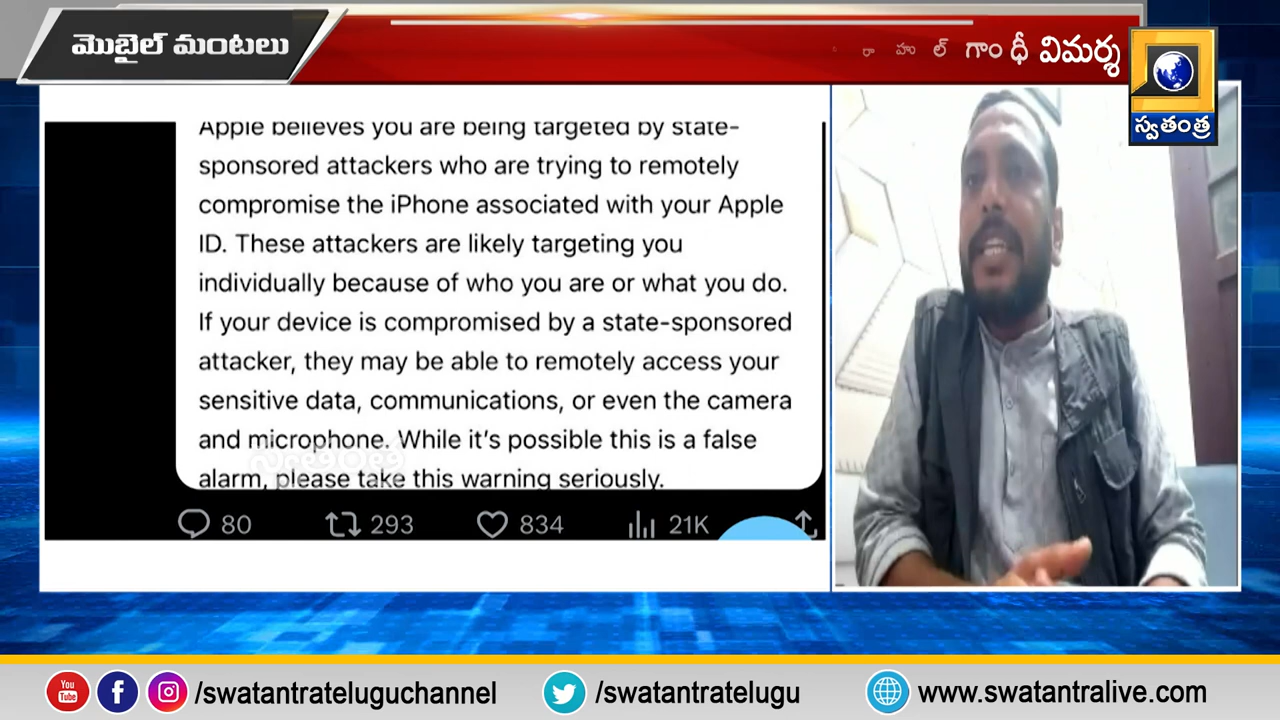 మొబైల్ మంటలు
రాహుల్ గాంధీ విమర్శ
స్వతంత్ర
Apple believes you are being targeted by state-
sponsored attackers who are trying to remotely
compromise the iPhone associated with your Apple
ID. These attackers are likely targeting you
individually because of who you are or what you do.
If your device is compromised by a state-sponsored
attacker, they may be able to remotely access your
sensitive data, communications, or even the camera
and microphone. While it's possible this is a false
alarm, please take this warning seriously.
స్వతంత్ర
80 293 834 21K
You Tube /swatantrateluguchannel /swatantratelugu www.swatantralive.com